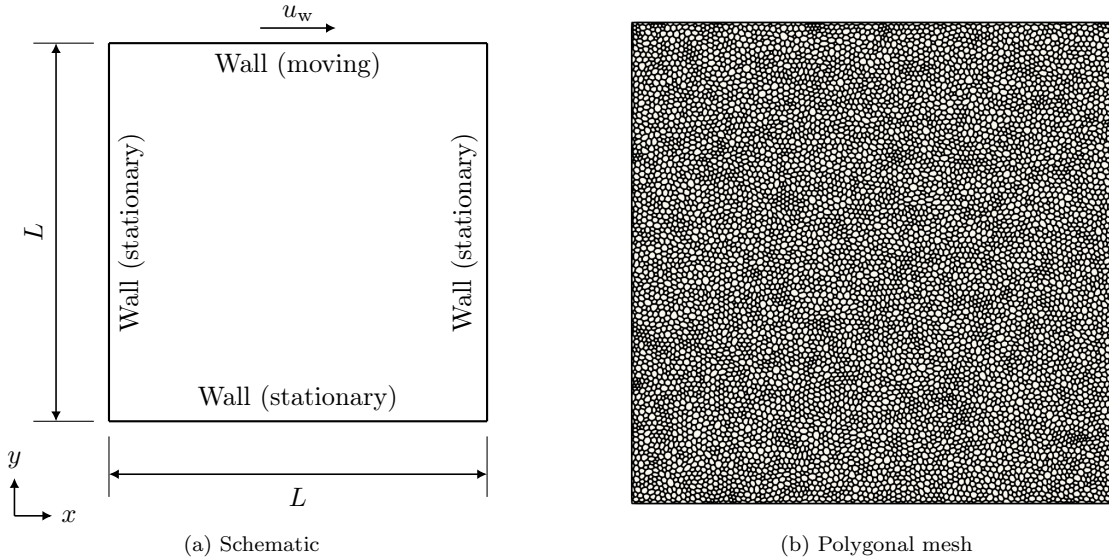 u_w
Wall (moving)
Wall (stationary)
Wall (stationary)
L
Wall (stationary)
y
x
L
(a) Schematic
(b) Polygonal mesh